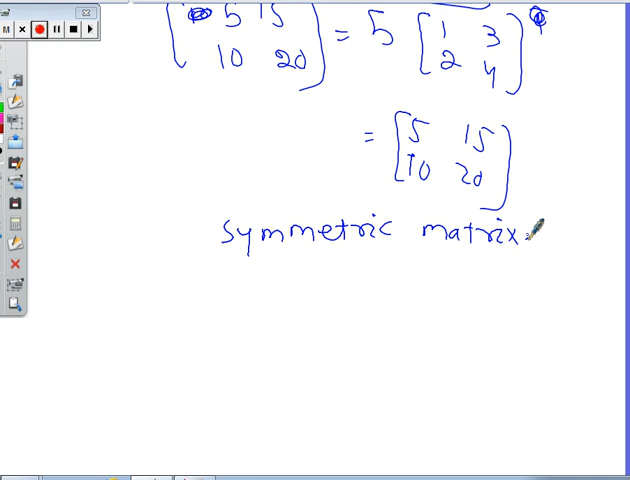 M
5 15 = 5 1 3
10 20 2 4
= 5 15
10 20
symmetric matrix